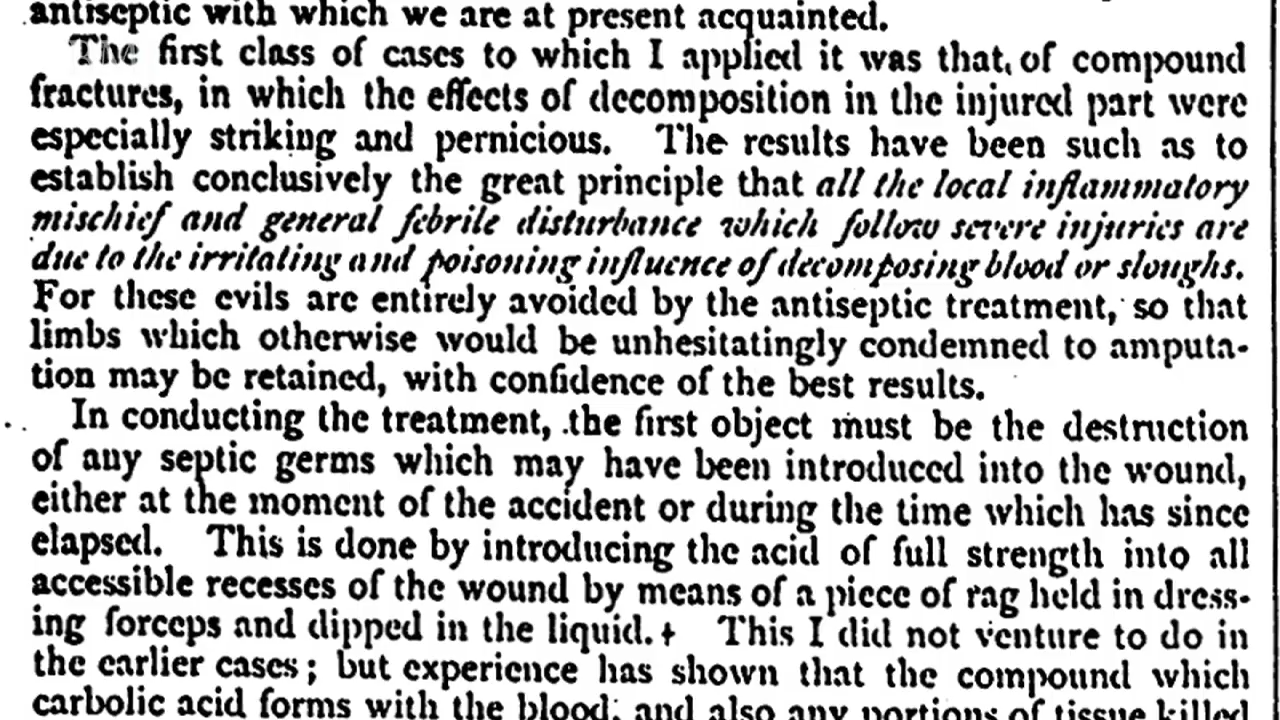 antiseptic with which we are at present acquainted.
The first class of cases to which I applied it was that, of compound
fractures, in which the effects of decomposition in the injured part were
especially striking and pernicious. The results have been such as to
establish conclusively the great principle that all the local inflammatory
mischief and general febrile disturbance which follow severe injuries are
due to the irritating and poisoning influence of decomposing blood or sloughs.
For these evils are entirely avoided by the antiseptic treatment, so that
limbs which otherwise would be unhesitatingly condemned to amputa-
tion may be retained, with confidence of the best results.
In conducting the treatment, the first object must be the destruction
of any septic germs which may have been introduced into the wound,
either at the moment of the accident or during the time which has since
elapsed. This is done by introducing the acid of full strength into all
accessible recesses of the wound by means of a piece of rag held in dress-
ing forceps and dipped in the liquid.† This I did not venture to do in
the earlier cases; but experience has shown that the compound which
carbolic acid forms with the blood, and also any portions of tissue killed